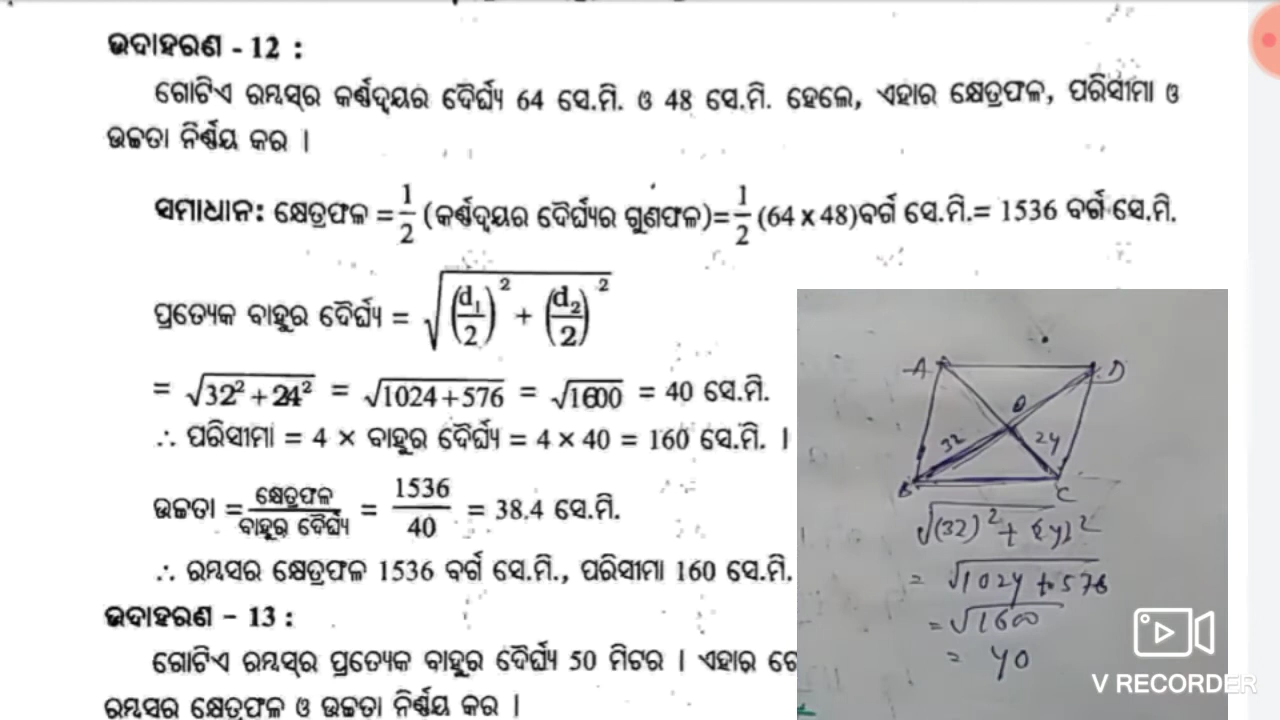 ଉଦାହରଣ - 12 :
ଗୋଟିଏ ରମ୍ବସ୍‌ର କର୍ଣ୍ଣଦ୍ୱୟର ଦୈର୍ଘ୍ୟ 64 ସେ.ମି. ଓ 48 ସେ.ମି. ହେଲେ, ଏହାର କ୍ଷେତ୍ରଫଳ, ପରିସୀମା ଓ
ଉଚ୍ଚତା ନିର୍ଣ୍ଣୟ କର ।
ସମାଧାନ: କ୍ଷେତ୍ରଫଳ = 1/2 (କର୍ଣ୍ଣଦ୍ୱୟର ଦୈର୍ଘ୍ୟର ଗୁଣଫଳ)= 1/2 (64 x 48)ବର୍ଗ ସେ.ମି.= 1536 ବର୍ଗ ସେ.ମି.
ପ୍ରତ୍ୟେକ ବାହୁର ଦୈର୍ଘ୍ୟ = √((d₁/2)² + (d₂/2)²)
= √(32² + 24²) = √(1024 + 576) = √1600 = 40 ସେ.ମି.
∴ ପରିସୀମା = 4 × ବାହୁର ଦୈର୍ଘ୍ୟ = 4 × 40 = 160 ସେ.ମି. ।
ଉଚ୍ଚତା = କ୍ଷେତ୍ରଫଳ/ବାହୁର ଦୈର୍ଘ୍ୟ = 1536/40 = 38.4 ସେ.ମି.
∴ ରମ୍ବସର କ୍ଷେତ୍ରଫଳ 1536 ବର୍ଗ ସେ.ମି., ପରିସୀମା 160 ସେ.ମି.
ଉଦାହରଣ - 13 :
ଗୋଟିଏ ରମ୍ବସ୍‌ର ପ୍ରତ୍ୟେକ ବାହୁର ଦୈର୍ଘ୍ୟ 50 ମିଟର । ଏହାର
ରମ୍ବସର କ୍ଷେତ୍ରଫଳ ଓ ଉଚ୍ଚତା ନିର୍ଣ୍ଣୟ କର ।
A D
O
32 24
B C
√(32)² + (24)²
= √1024 + 576
= √1600
= 40
V RECORDER